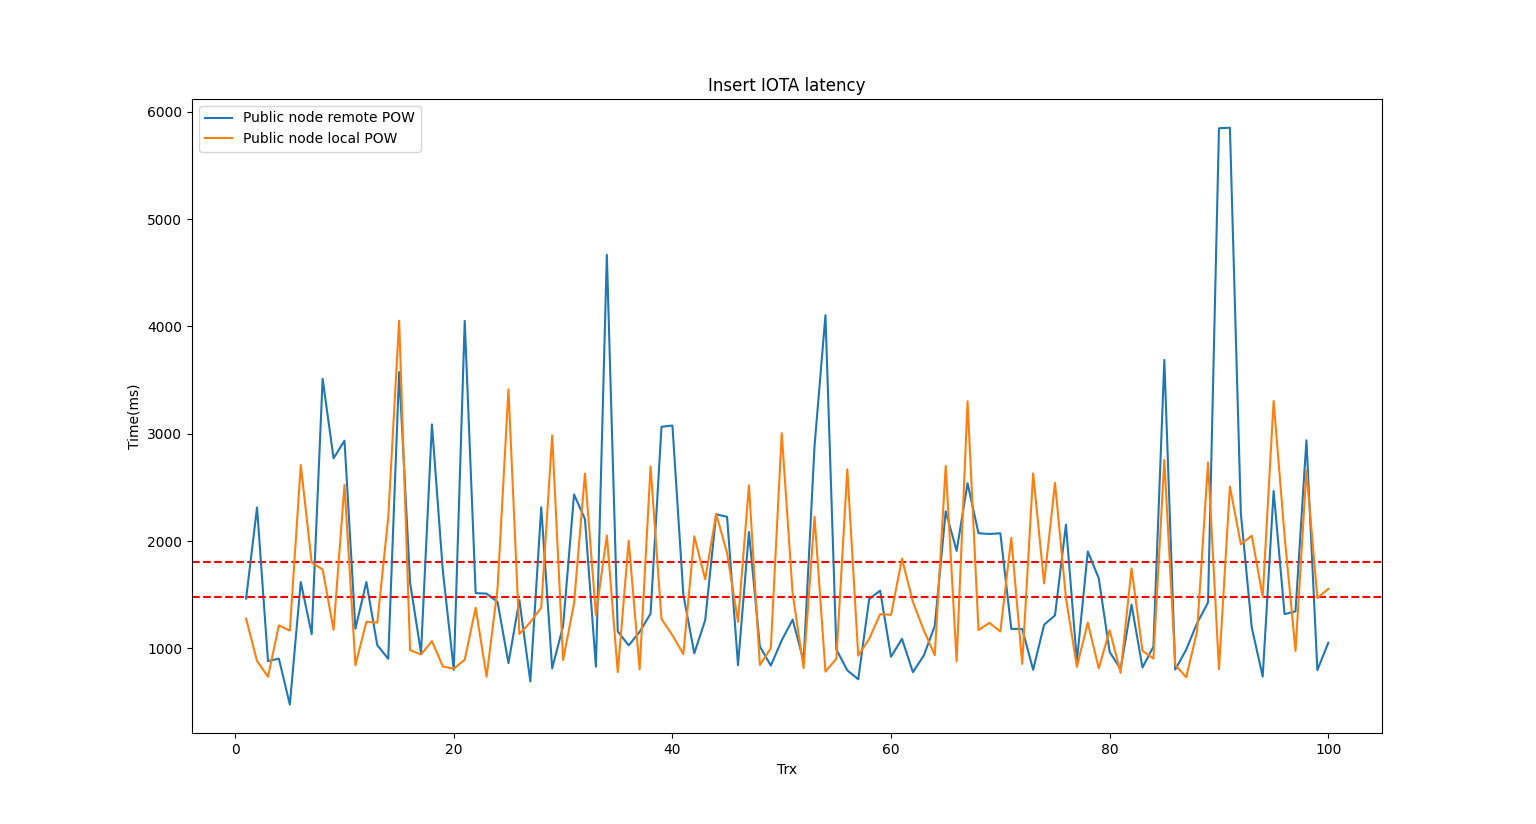 Insert IOTA latency
Public node remote POW
Public node local POW
6000
5000
4000
3000
2000
1000
Time(ms)
0
20
40
60
80
100
Trx